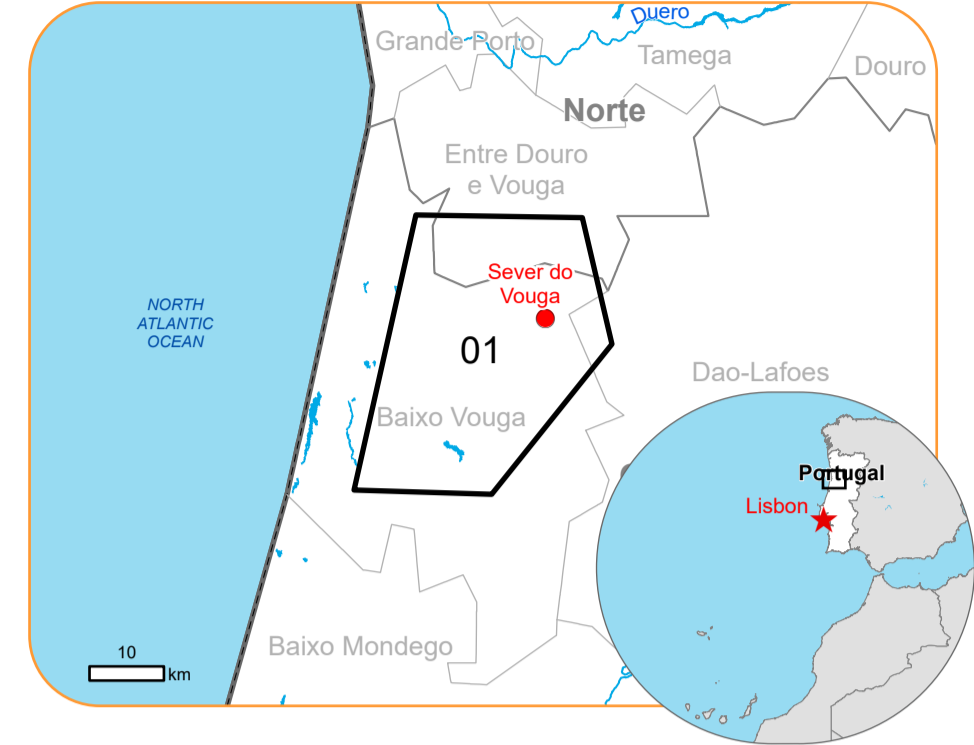 Duero
Grande Porto
Tamega
Douro
Norte
Entre Douro
e Vouga
Sever do
Vouga
NORTH
ATLANTIC
OCEAN
01
Dao-Lafoes
Baixo Vouga
Portugal
Lisbon
Baixo Mondego
10
km